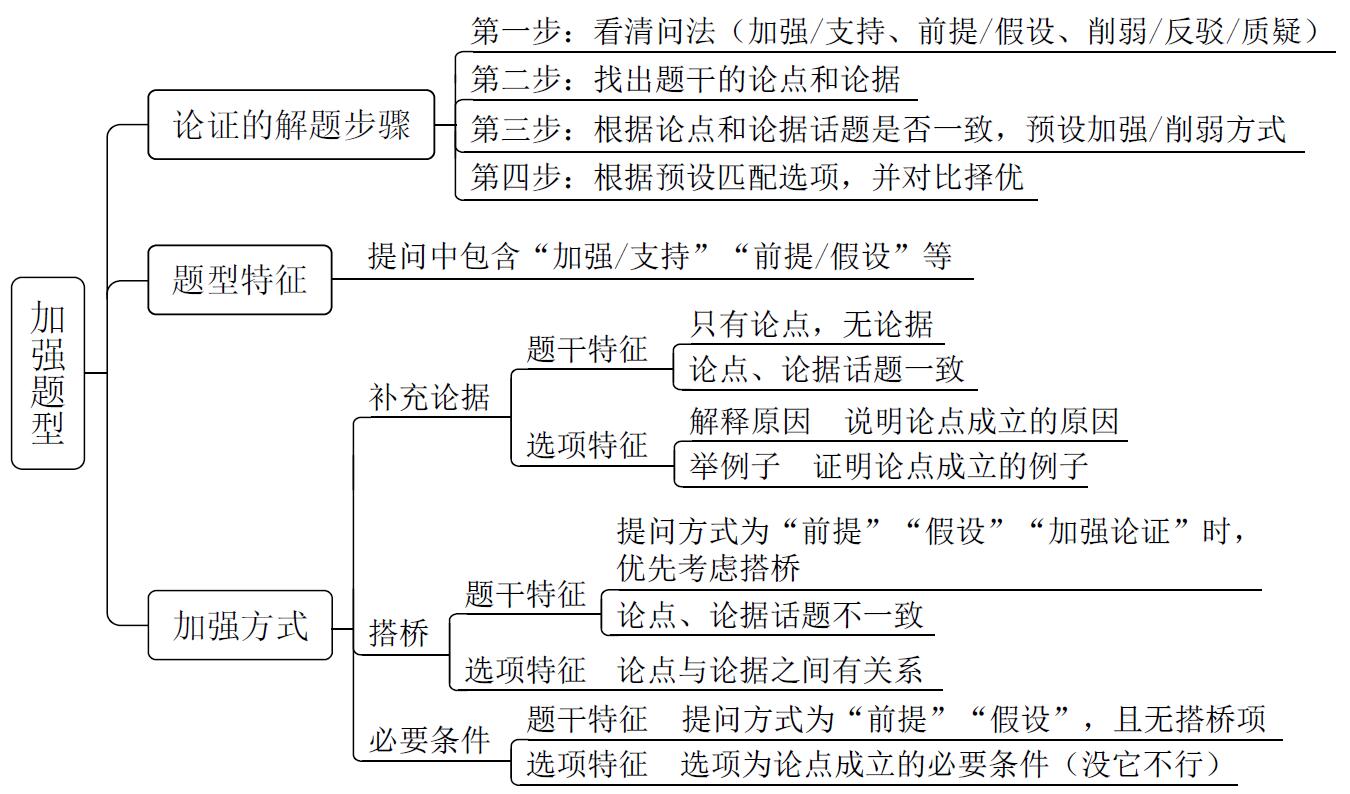 加强题型
论证的解题步骤
第一步：看清问法（加强/支持、前提/假设、削弱/反驳/质疑）
第二步：找出题干的论点和论据
第三步：根据论点和论据话题是否一致，预设加强/削弱方式
第四步：根据预设匹配选项，并对比择优
题型特征
提问中包含“加强/支持”“前提/假设”等
加强方式
补充论据
题干特征
只有论点，无论据
论点、论据话题一致
选项特征
解释原因　说明论点成立的原因
举例子　证明论点成立的例子
搭桥
题干特征
提问方式为“前提”“假设”“加强论证”时，
优先考虑搭桥
论点、论据话题不一致
选项特征　论点与论据之间有关系
必要条件
题干特征　提问方式为“前提”“假设”，且无搭桥项
选项特征　选项为论点成立的必要条件（没它不行）